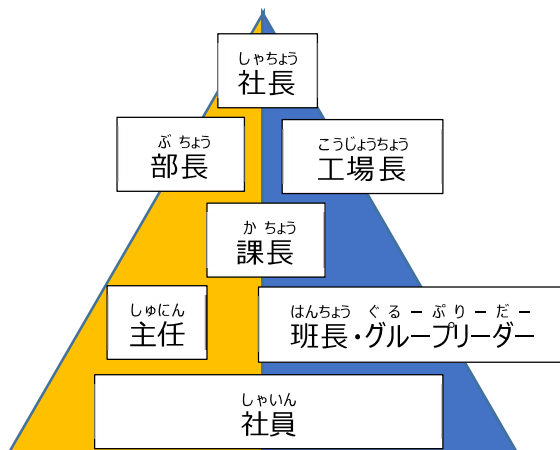 しゃちょう
社長
ぶ ちょう
部長
こうじょうちょう
工場長
か ちょう
課長
しゅにん
主任
はんちょう ぐるーぷりーだー
班長・グループリーダー
しゃいん
社員